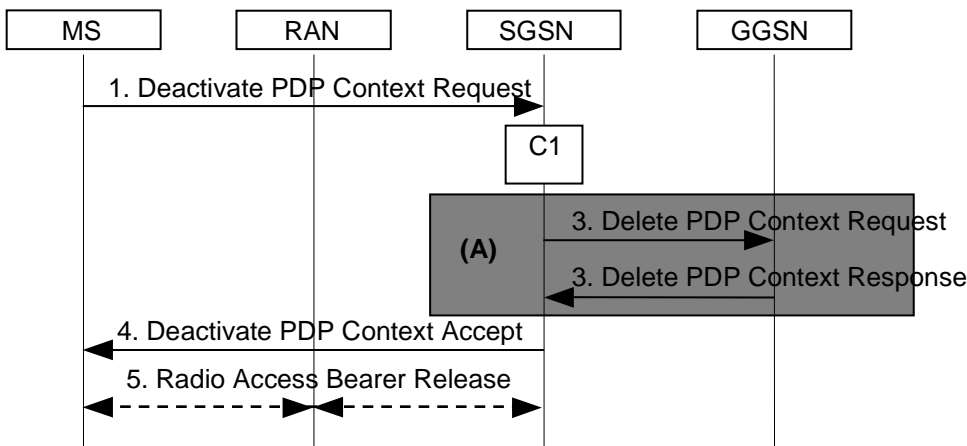 MS
RAN
SGSN
GGSN
1. Deactivate PDP Context Request
C1
3. Delete PDP Context Request
(A)
3. Delete PDP Context Response
4. Deactivate PDP Context Accept
5. Radio Access Bearer Release